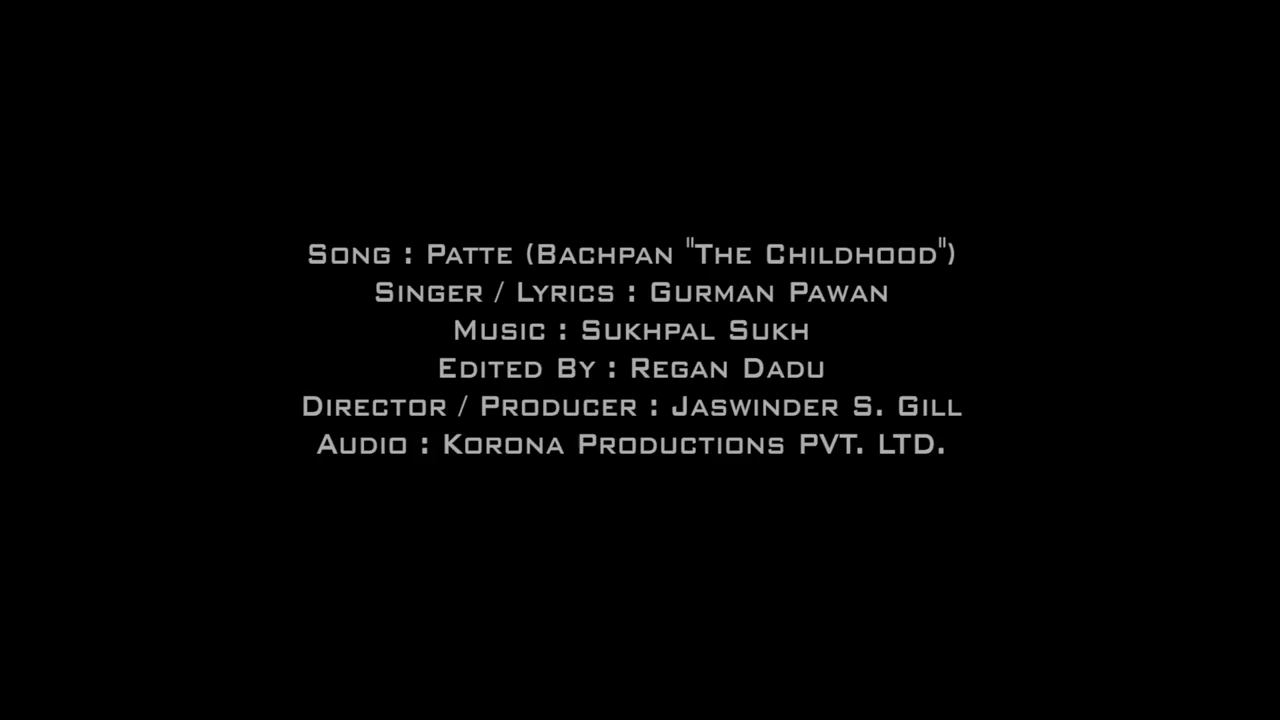 Song : Patte (Bachpan "The Childhood")
Singer / Lyrics : Gurman Pawan
Music : Sukhpal Sukh
Edited By : Regan Dadu
Director / Producer : Jaswinder S. Gill
Audio : Korona Productions PVT. LTD.